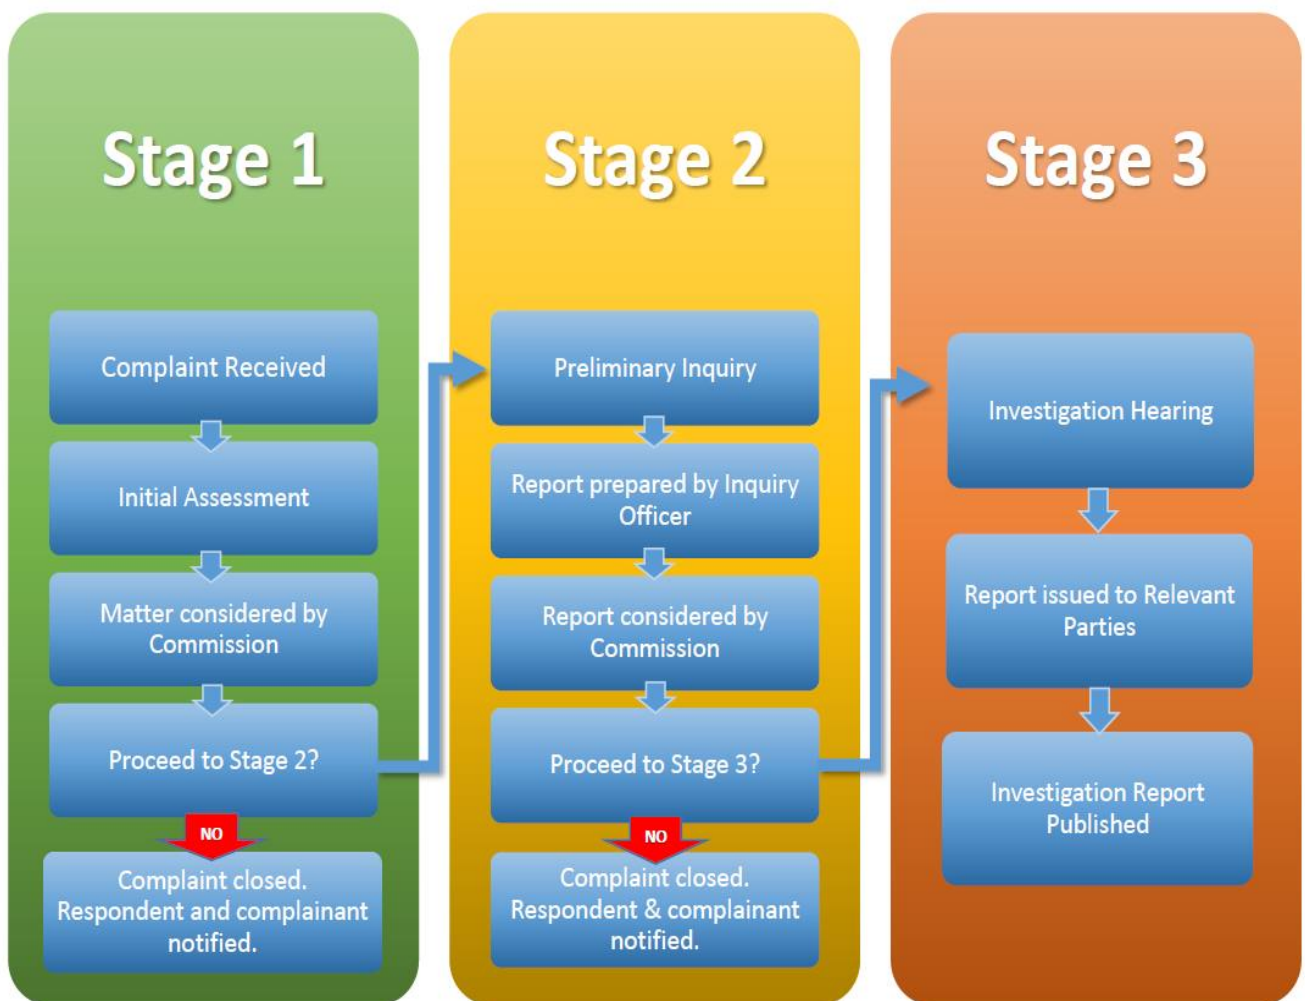 Stage 1
Complaint Received
Initial Assessment
Matter considered by
Commission
Proceed to Stage 2?
NO
Complaint closed.
Respondent and complainant
notified.
Stage 2
Preliminary Inquiry
Report prepared by Inquiry
Officer
Report considered by
Commission
Proceed to Stage 3?
NO
Complaint closed.
Respondent & complainant
notified.
Stage 3
Investigation Hearing
Report issued to Relevant
Parties
Investigation Report
Published